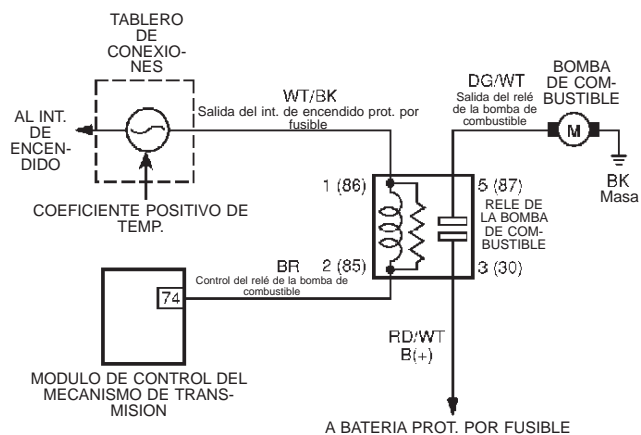 TABLERO
DE
CONEXIO-
NES
AL INT.
DE
ENCEN-
DIDO
WT/BK
Salida del int. de encendido prot. por
fusible
COEFICIENTE POSITIVO DE
TEMP.
DG/WT
Salida del relé
de la bomba de
combustible
BOMBA
DE COM-
BUSTIBLE
M
BK
Masa
1 (86)
5 (87)
RELE DE
LA BOMBA
DE COM-
BUSTIBLE
2 (85)
3 (30)
BR
Control del relé de la bomba de
combustible
74
MODULO DE CONTROL DEL
MECANISMO DE TRANS-
MISION
RD/WT
B(+)
A BATERIA PROT. POR FUSIBLE